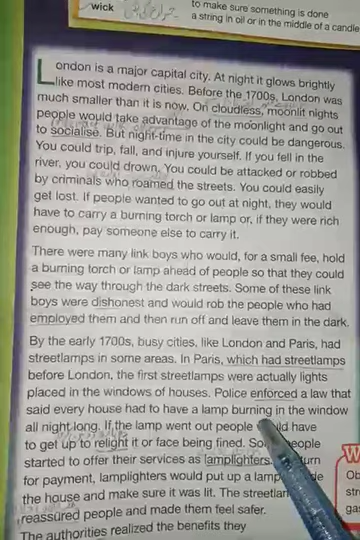 wick
to make sure something is done
a string in oil or in the middle of a candle
London is a major capital city. At night it glows brightly
like most modern cities. Before the 1700s, London was
much smaller than it is now. On cloudless, moonlit nights
people would take advantage of the moonlight and go out
to socialise. But night-time in the city could be dangerous.
You could trip, fall, and injure yourself. If you fell in the
river, you could drown. You could be attacked or robbed
by criminals who roamed the streets. You could easily
get lost. If people wanted to go out at night, they would
have to carry a burning torch or lamp or, if they were rich
enough, pay someone else to carry it.
There were many link boys who would, for a small fee, hold
a burning torch or lamp ahead of people so that they could
see the way through the dark streets. Some of these link
boys were dishonest and would rob the people who had
employed them and then run off and leave them in the dark.
By the early 1700s, busy cities, like London and Paris, had
streetlamps in some areas. In Paris, which had streetlamps
before London, the first streetlamps were actually lights
placed in the windows of houses. Police enforced a law that
said every house had to have a lamp burning in the window
all night long. If the lamp went out people would have
to get up to relight it or face being fined. people
started to offer their services as lamplighters.
for payment, lamplighters would put up a lamp
the house and make sure it was lit. The
reassured people and made them feel safer.
The authorities realized the benefits they
W
Ob
str
ga